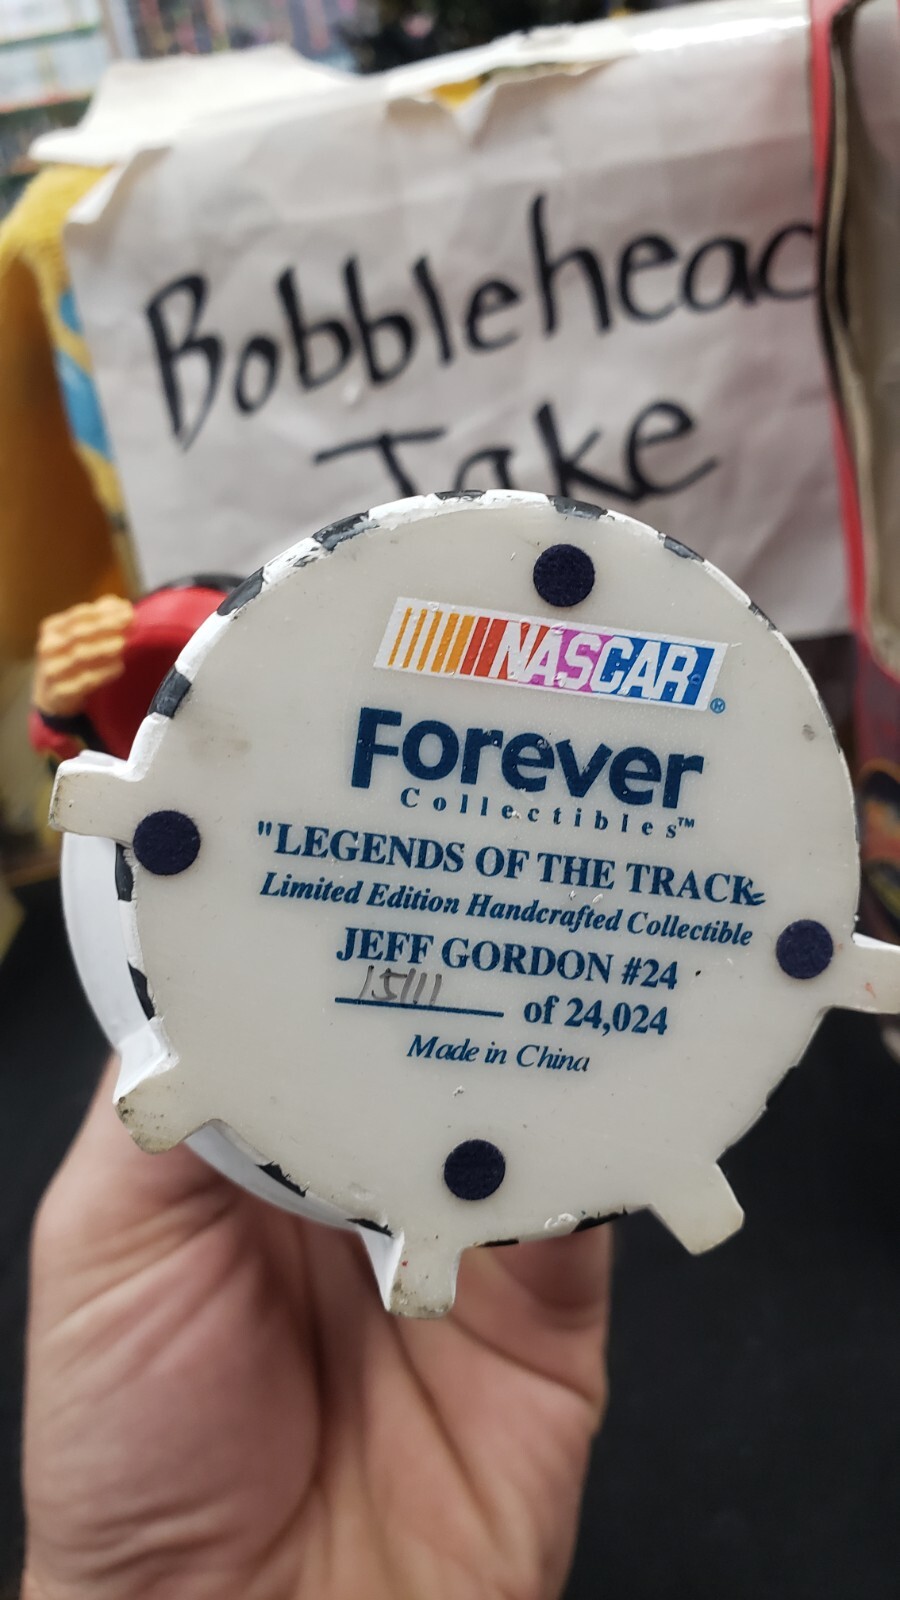 Bobblehead
Jake
NASCAR®
Forever
Collectibles™
"LEGENDS OF THE TRACK"
Limited Edition Handcrafted Collectible
JEFF GORDON #24
15111 of 24,024
Made in China